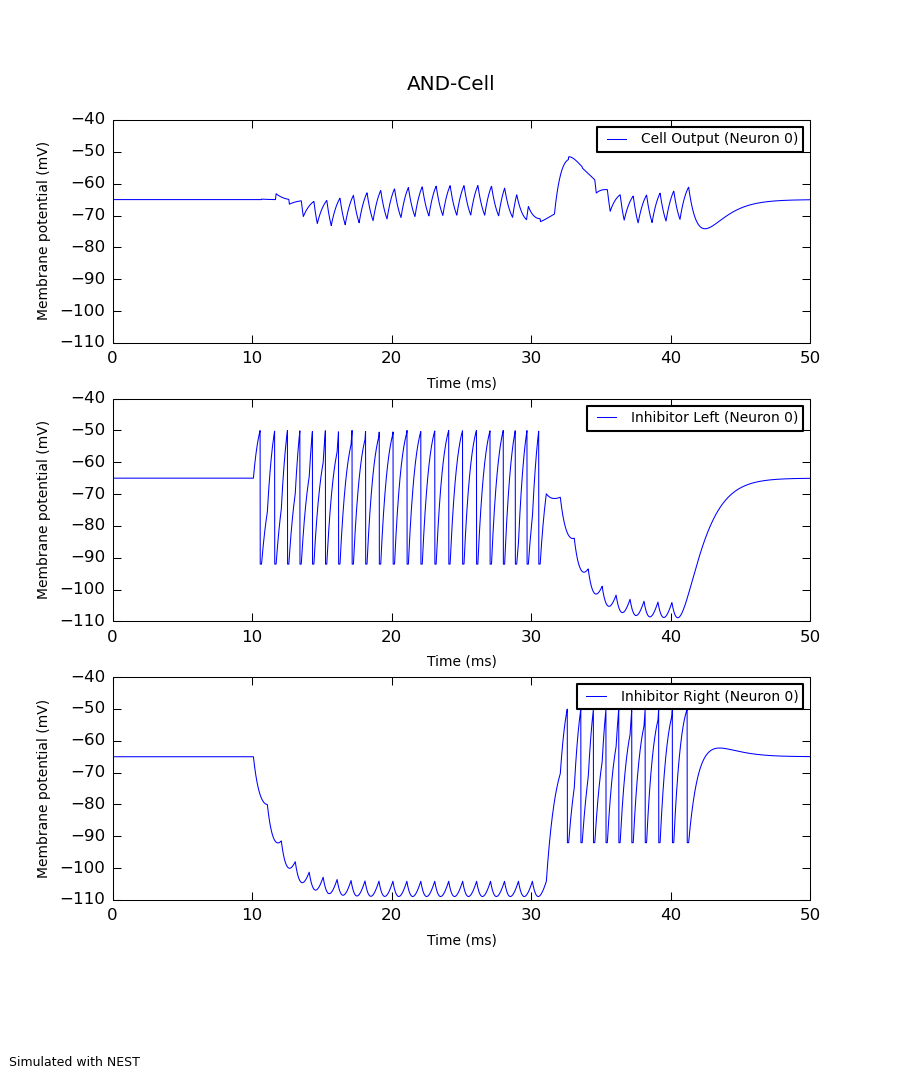 AND-Cell
Cell Output (Neuron 0)
Membrane potential (mV)
−40
−50
−60
−70
−80
−90
−100
−110
0 10 20 30 40 50
Time (ms)
Inhibitor Left (Neuron 0)
Membrane potential (mV)
−40
−50
−60
−70
−80
−90
−100
−110
0 10 20 30 40 50
Time (ms)
Inhibitor Right (Neuron 0)
Membrane potential (mV)
−40
−50
−60
−70
−80
−90
−100
−110
0 10 20 30 40 50
Time (ms)
Simulated with NEST